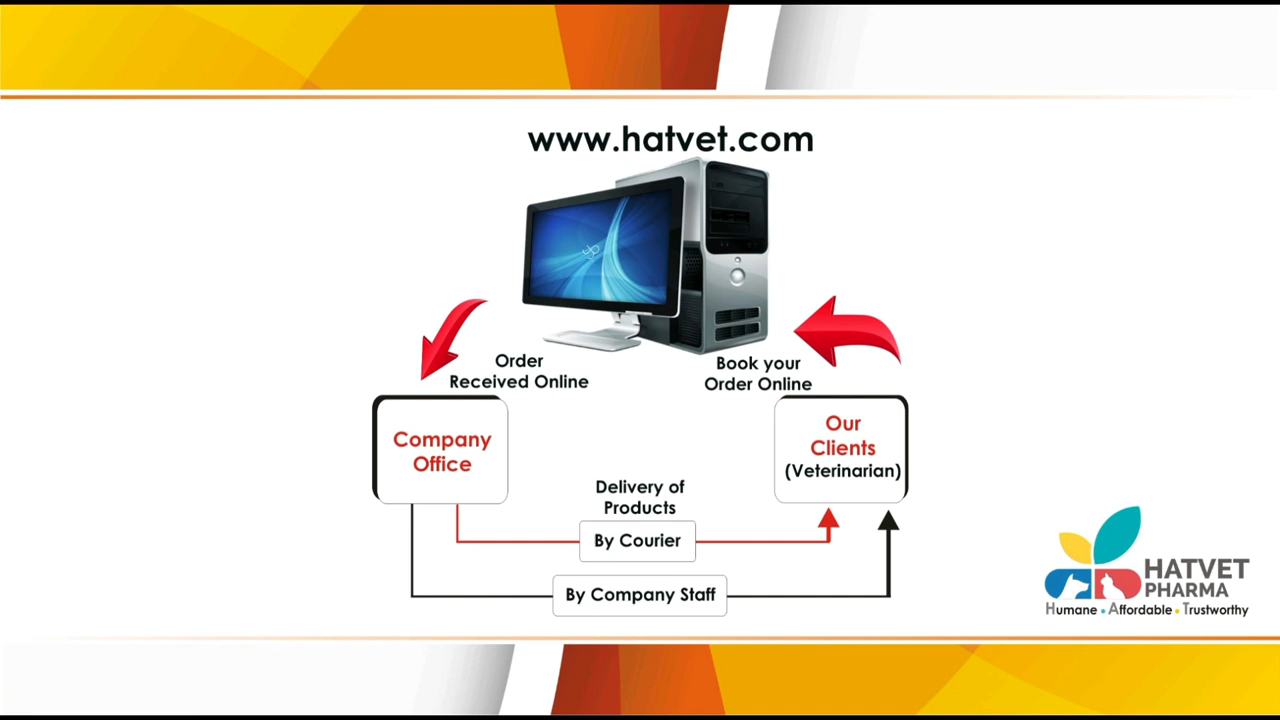 www.hatvet.com
Order
Received Online
Book your
Order Online
Company
Office
Our
Clients
(Veterinarian)
Delivery of
Products
By Courier
By Company Staff
HATVET
PHARMA
Humane • Affordable • Trustworthy